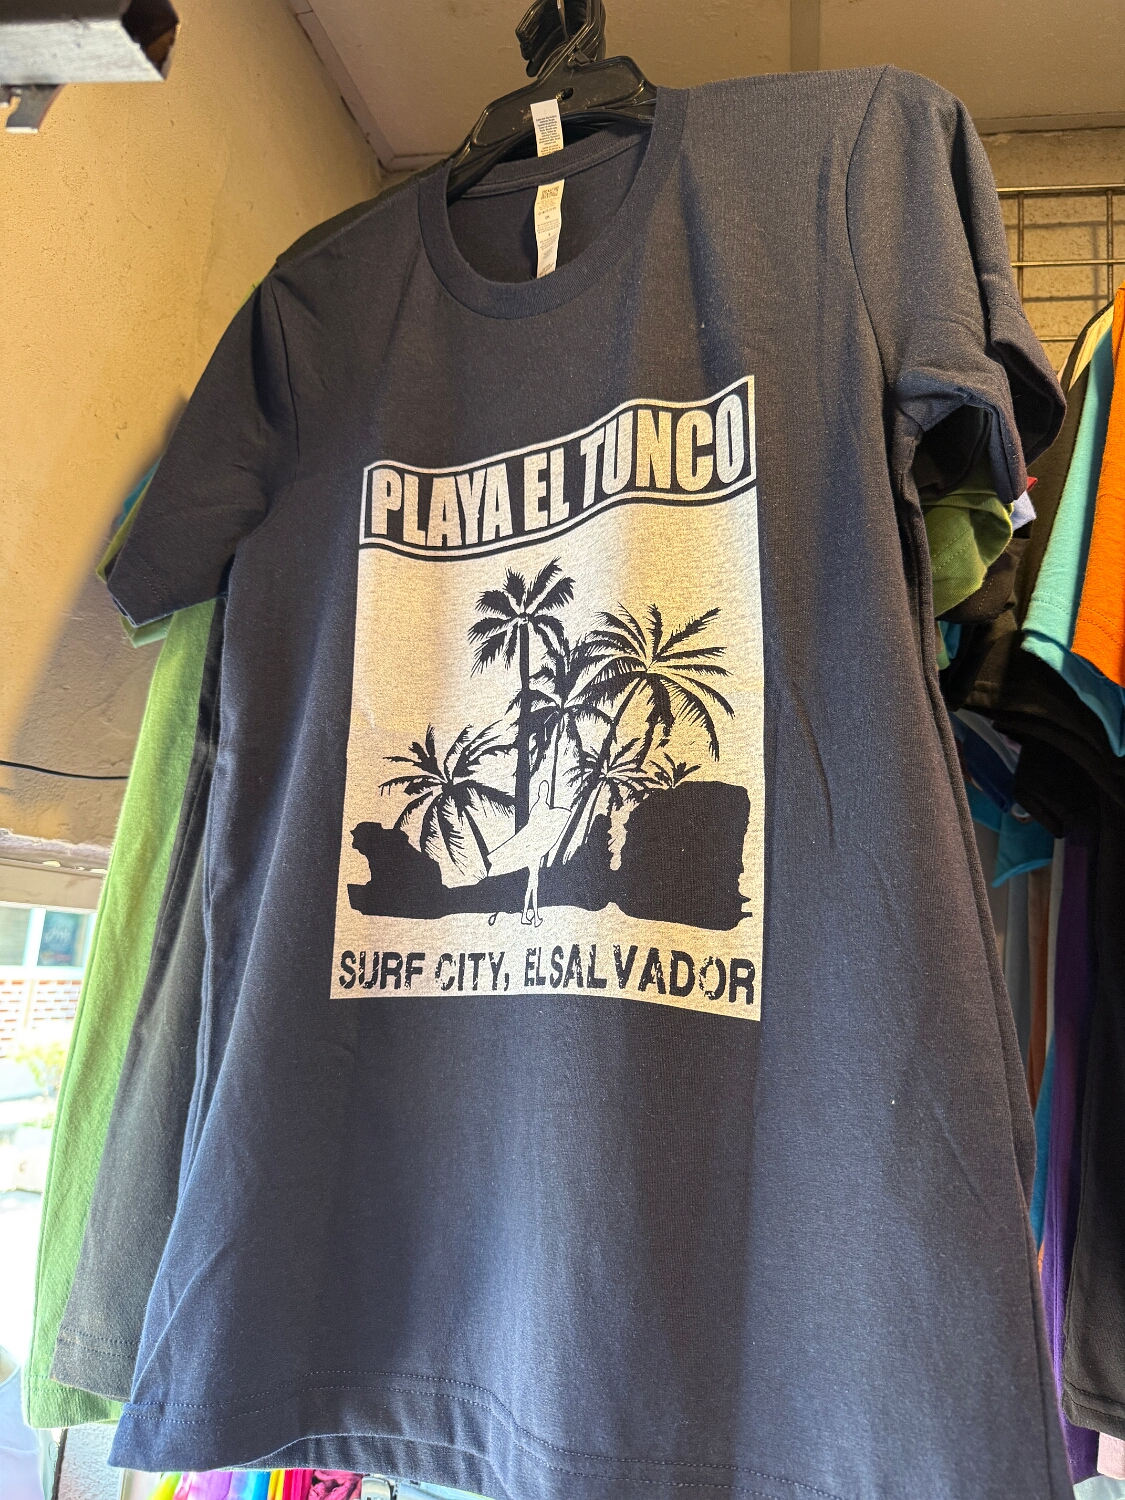 PLAYA EL TUNCO
SURF CITY, EL SALVADOR